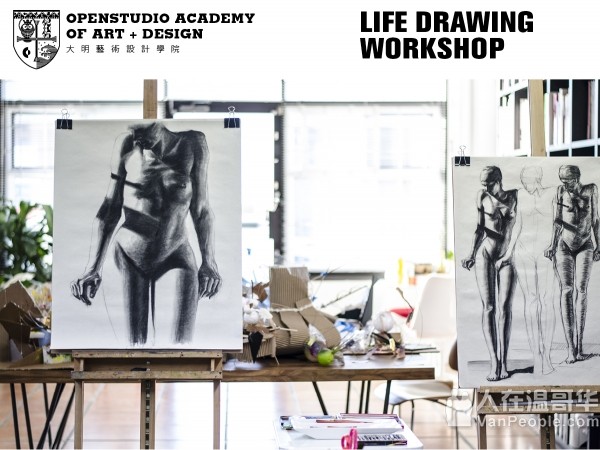 OPENSTUDIO ACADEMY
OF ART + DESIGN
大明藝術設計學院
LIFE DRAWING
WORKSHOP
人在温哥华
VanPeople.com